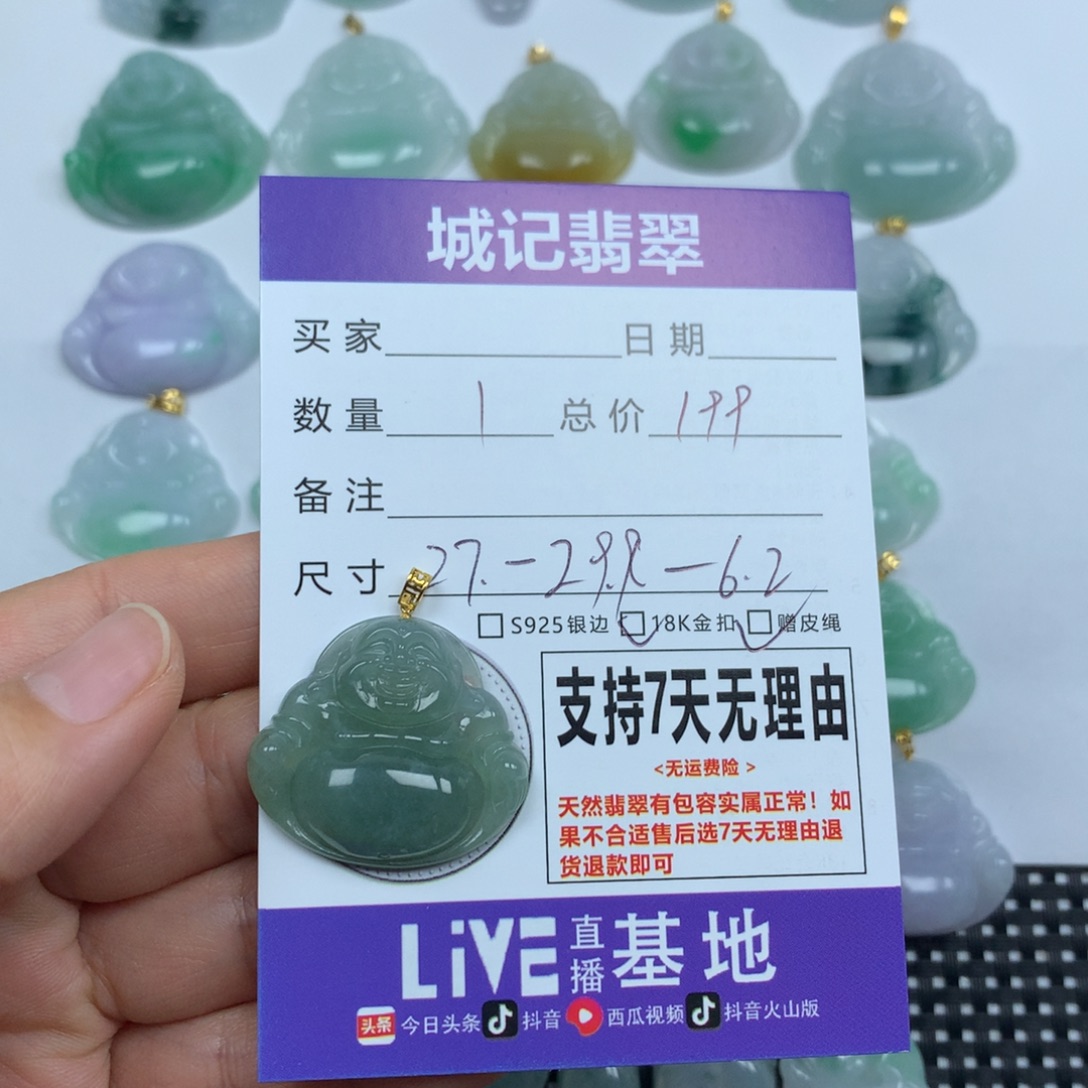 城记翡翠
买家 日期
数量 1 总价 199
备注
尺寸 27.-29.9-6.2
S925银边 18K金扣 赠皮绳
支持7天无理由
<无运费险>
天然翡翠有包容实属正常！如
果不合适售后选7天无理由退
货退款即可
LiVE直播基地
头条 今日头条 抖音 西瓜视频 抖音火山版